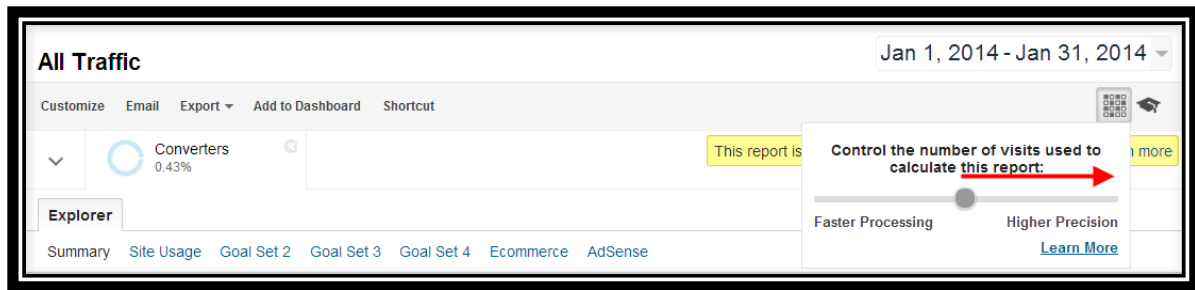 All Traffic
Jan 1, 2014 - Jan 31, 2014
Customize Email Export Add to Dashboard Shortcut
Converters
0.43%
This report is
n more
Control the number of visits used to
calculate this report:
Faster Processing Higher Precision
Learn More
Explorer
Summary Site Usage Goal Set 2 Goal Set 3 Goal Set 4 Ecommerce AdSense